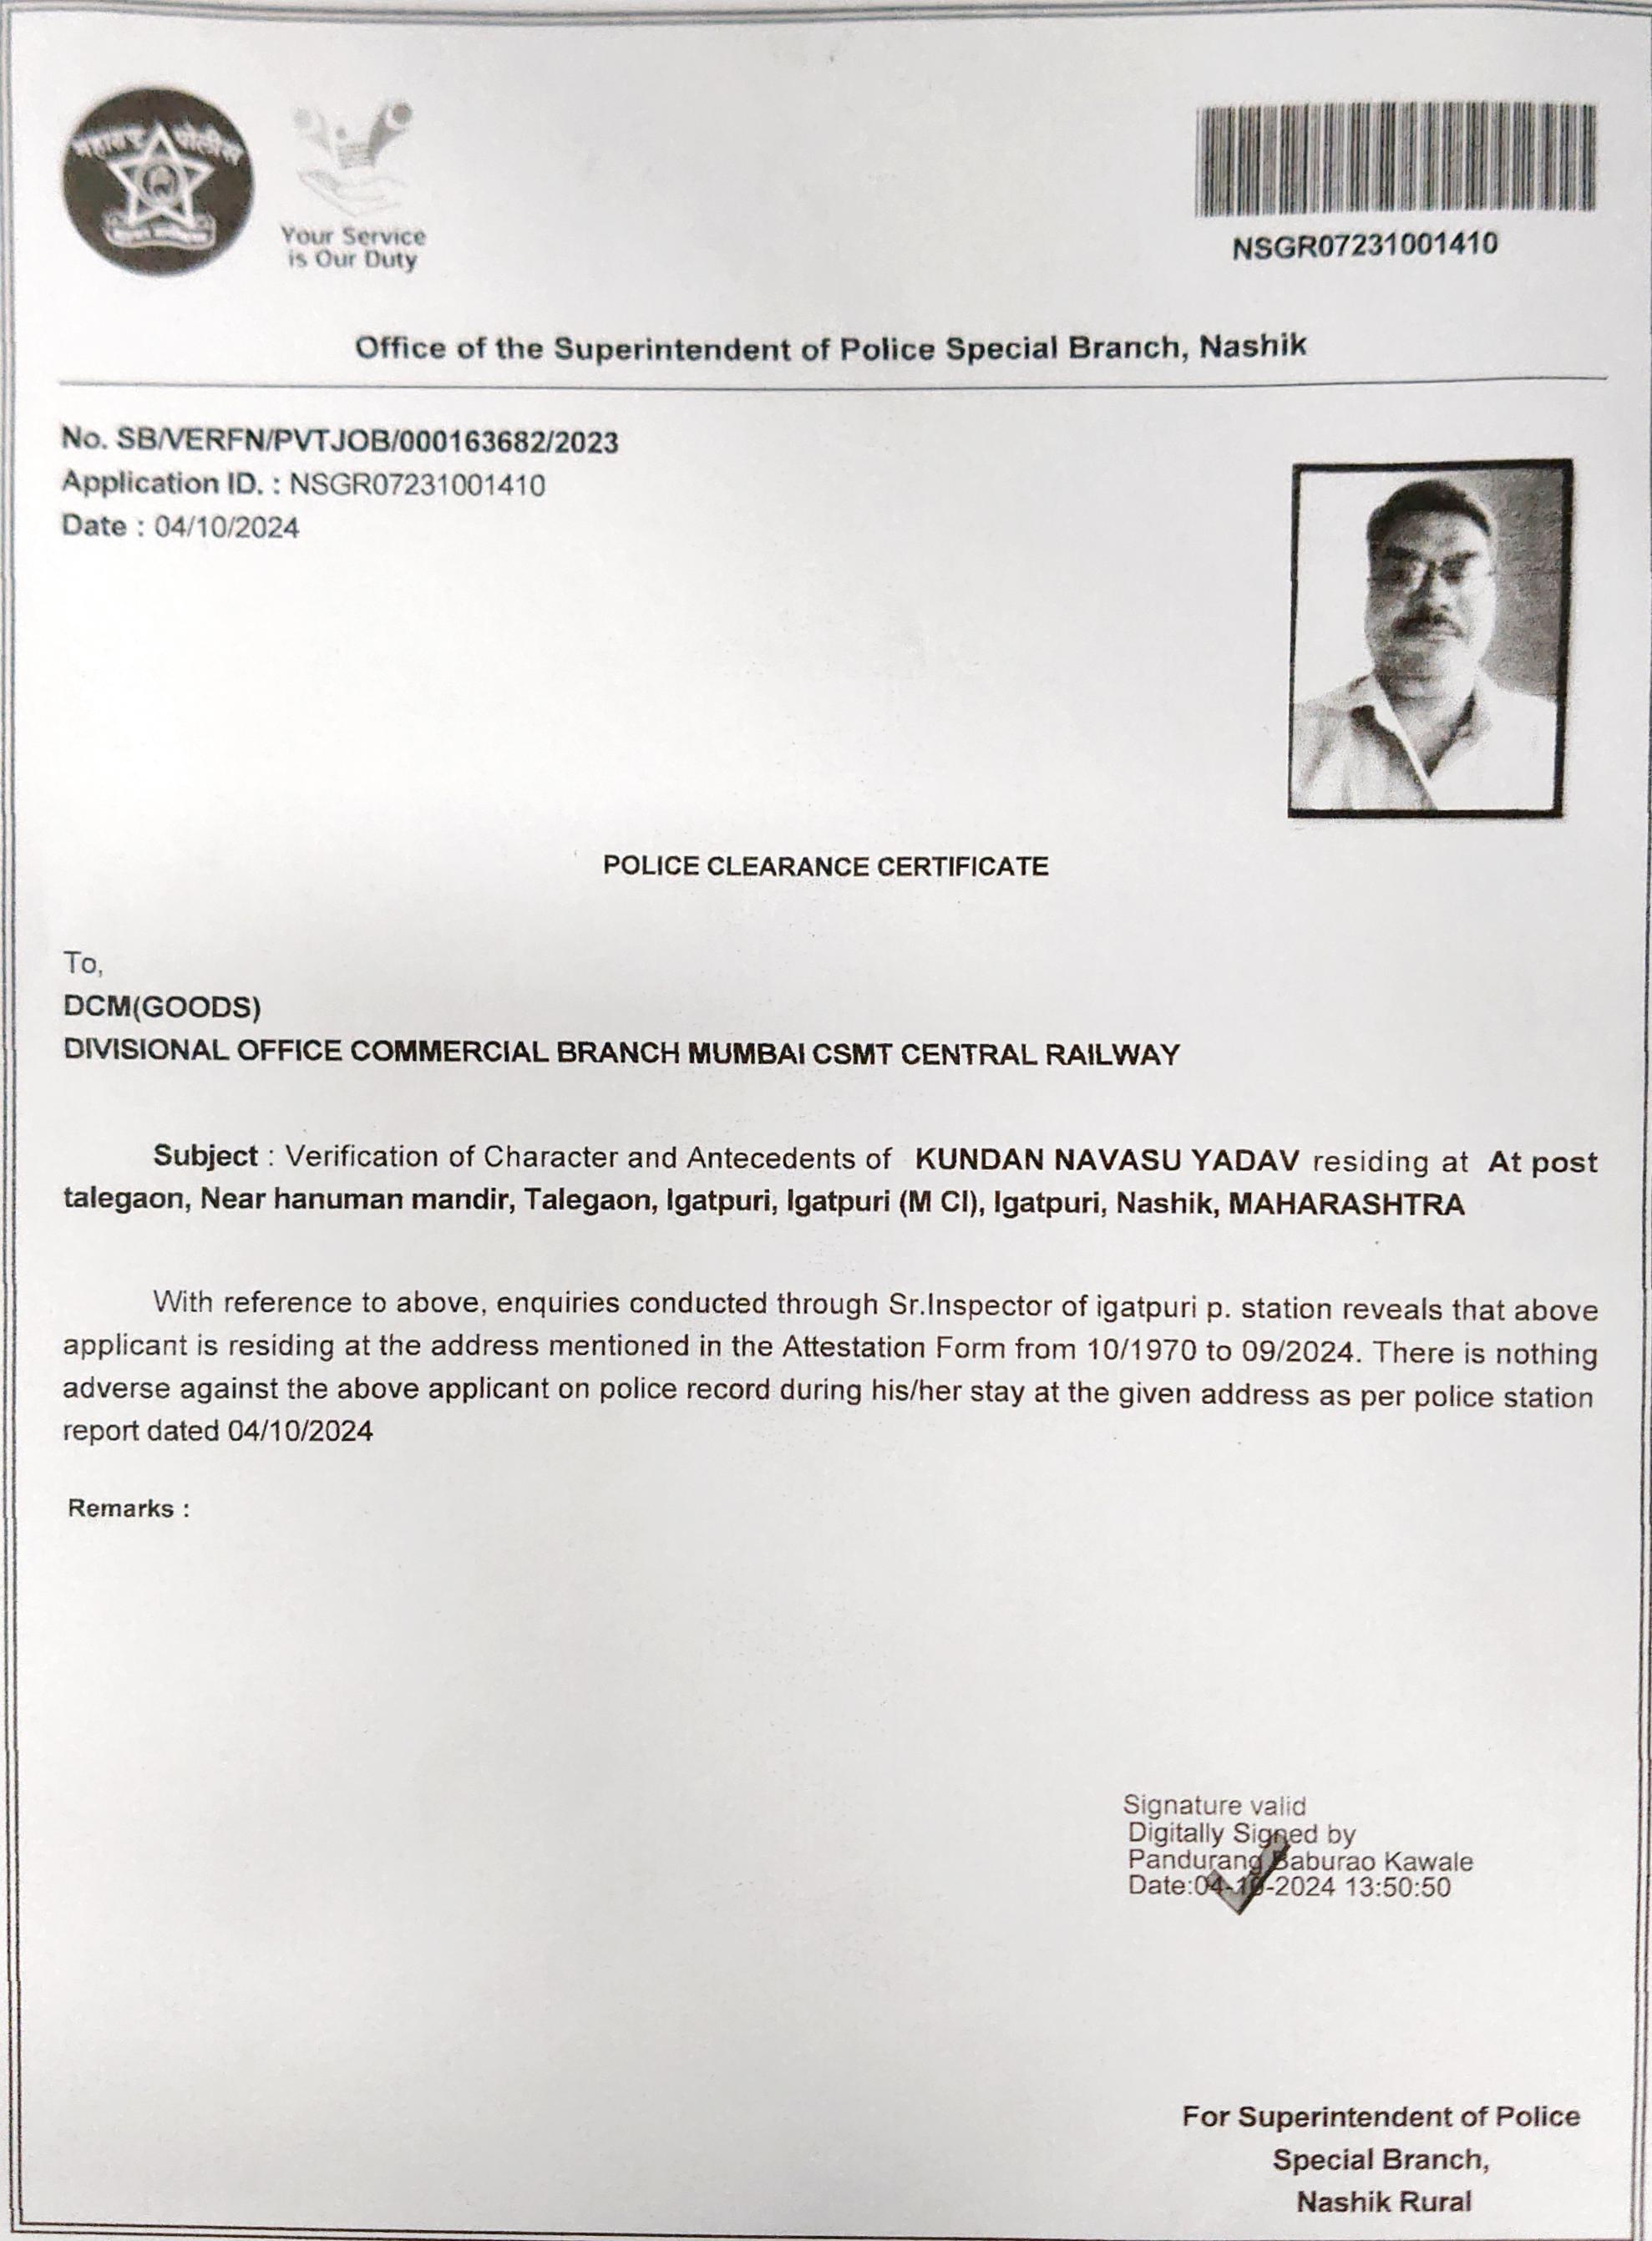 महाराष्ट्र पोलीस
Your Service
is Our Duty
NSGR07231001410
Office of the Superintendent of Police Special Branch, Nashik
No. SB/VERFN/PVTJOB/000163682/2023
Application ID. : NSGR07231001410
Date : 04/10/2024
POLICE CLEARANCE CERTIFICATE
To,
DCM(GOODS)
DIVISIONAL OFFICE COMMERCIAL BRANCH MUMBAI CSMT CENTRAL RAILWAY
Subject : Verification of Character and Antecedents of KUNDAN NAVASU YADAV residing at At post
talegaon, Near hanuman mandir, Talegaon, Igatpuri, Igatpuri (M Cl), Igatpuri, Nashik, MAHARASHTRA
With reference to above, enquiries conducted through Sr.Inspector of igatpuri p. station reveals that above
applicant is residing at the address mentioned in the Attestation Form from 10/1970 to 09/2024. There is nothing
adverse against the above applicant on police record during his/her stay at the given address as per police station
report dated 04/10/2024
Remarks :
Signature valid
Digitally Signed by
Pandurang Baburao Kawale
Date:04-10-2024 13:50:50
For Superintendent of Police
Special Branch,
Nashik Rural